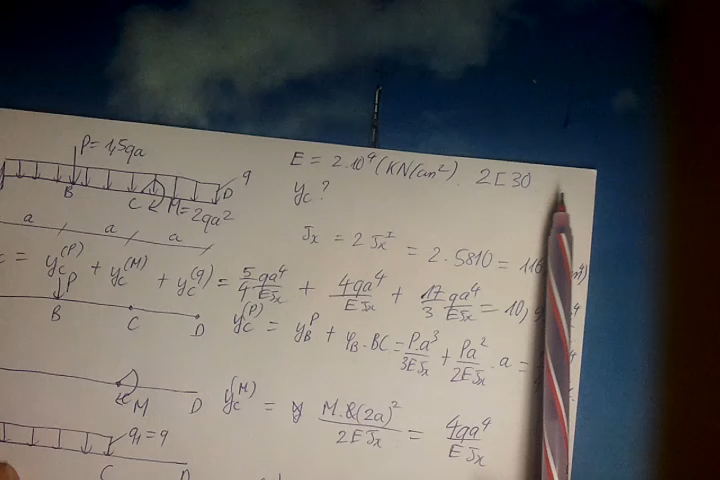 P = 1,5qa
q
B
C
M = 2qa²
D
a a a
E = 2.10⁴ (KN/cm²). 2[30
y_C ?
J_x = 2 J_x^I = 2.5810 = 116
= y_C^(P) + y_C^(M) + y_C^(q) = 5/4 qa⁴/EJ_x + 4qa⁴/EJ_x + 17/3 qa⁴/EJ_x = 10,
P
B C D
y_C^(P) = y_B^P + φ_B.BC = P.a³/3EJ_x + Pa²/2EJ_x .a =
M D
y_C^(M) = M.(2a)²/2EJ_x = 4qa⁴/EJ_x
q₁ = q
C D